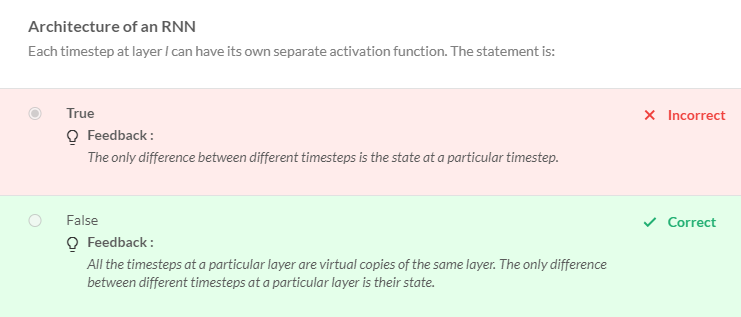 Architecture of an RNN
Each timestep at layer l can have its own separate activation function. The statement is:
True
Incorrect
Feedback :
The only difference between different timesteps is the state at a particular timestep.
False
Correct
Feedback :
All the timesteps at a particular layer are virtual copies of the same layer. The only difference
between different timesteps at a particular layer is their state.